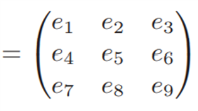 = ( e₁ e₂ e₃
e₄ e₅ e₆
e₇ e₈ e₉ )